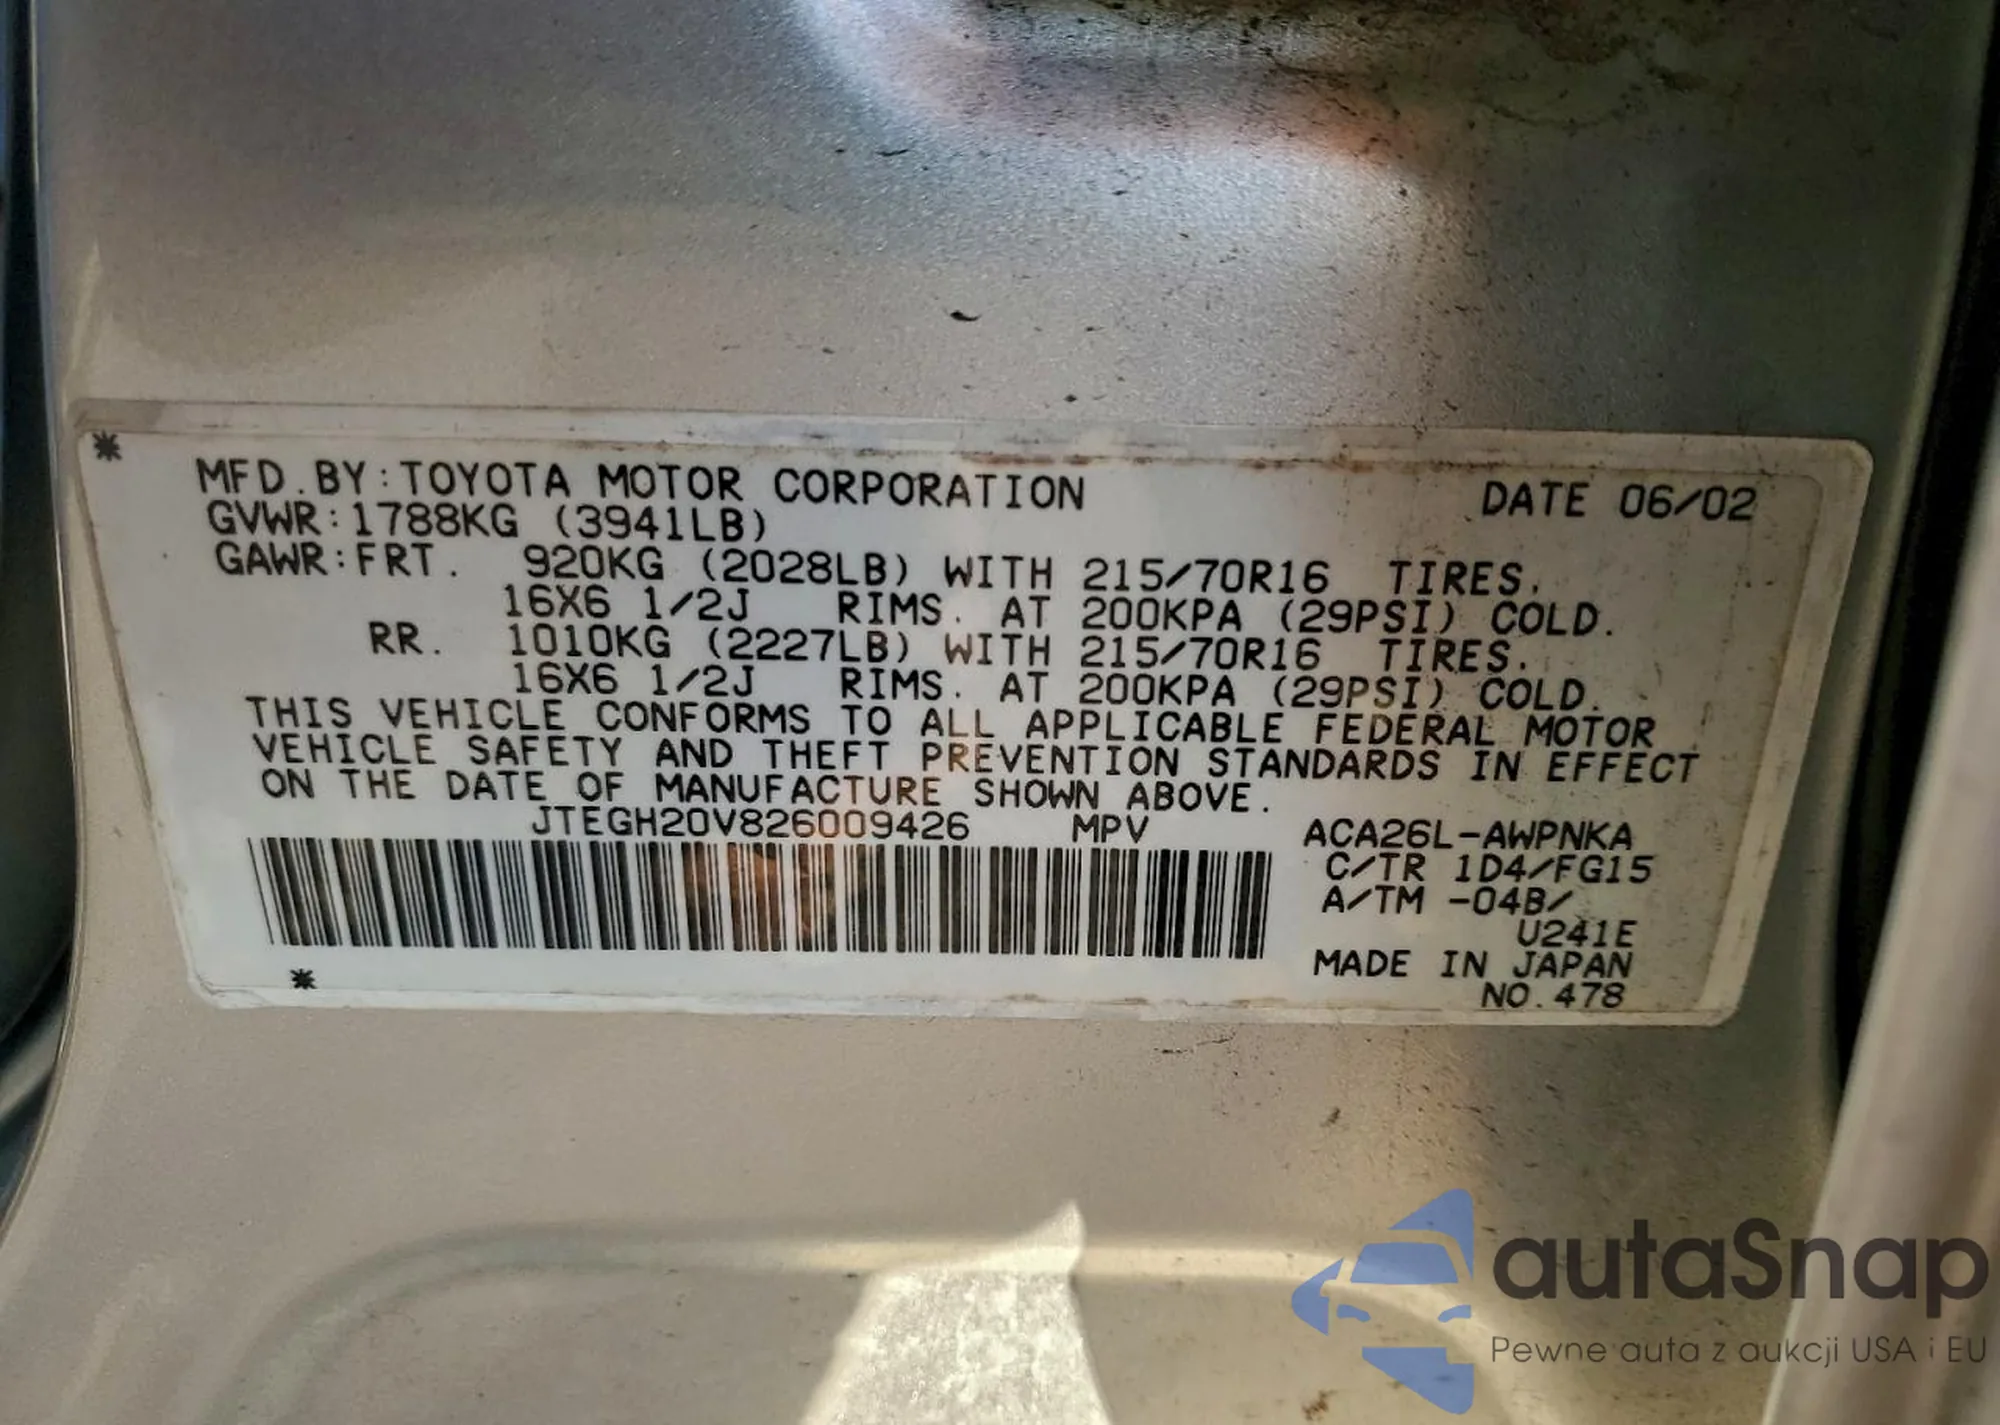 MFD.BY:TOYOTA MOTOR CORPORATION DATE 06/02
GVWR:1788KG (3941LB)
GAWR:FRT. 920KG (2028LB) WITH 215/70R16 TIRES.
16X6 1/2J RIMS. AT 200KPA (29PSI) COLD.
RR. 1010KG (2227LB) WITH 215/70R16 TIRES.
16X6 1/2J RIMS. AT 200KPA (29PSI) COLD.
THIS VEHICLE CONFORMS TO ALL APPLICABLE FEDERAL MOTOR
VEHICLE SAFETY AND THEFT PREVENTION STANDARDS IN EFFECT
ON THE DATE OF MANUFACTURE SHOWN ABOVE.
JTEGH20V826009426 MPV ACA26L-AWPNKA
C/TR 1D4/FG15
A/TM -04B/
U241E
MADE IN JAPAN
NO.478
autaSnap
Pewne auta z aukcji USA i EU